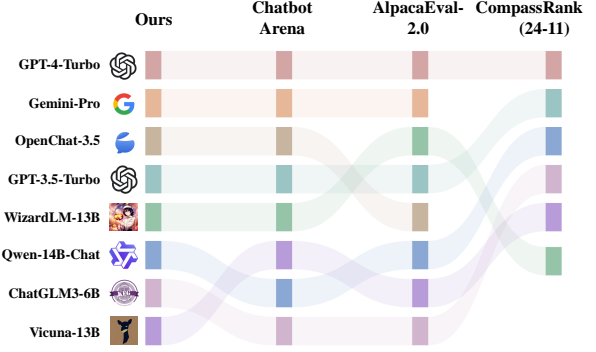 Ours
Chatbot
Arena
AlpacaEval-
2.0
CompassRank
(24-11)
GPT-4-Turbo
Gemini-Pro
OpenChat-3.5
GPT-3.5-Turbo
WizardLM-13B
Qwen-14B-Chat
ChatGLM3-6B
Vicuna-13B